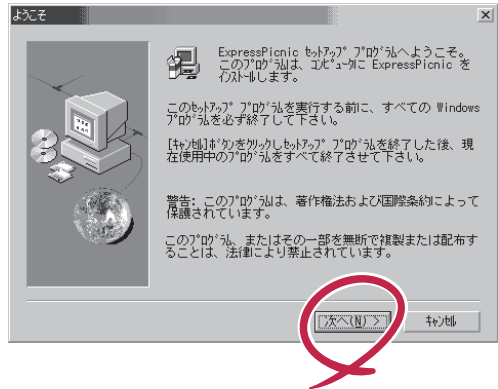 ようこそ
ExpressPicnic ｾｯﾄｱｯﾌﾟ ﾌﾟﾛｸﾞﾗﾑへようこそ。
このﾌﾟﾛｸﾞﾗﾑは、ｺﾝﾋﾟｭｰﾀに ExpressPicnic を
ｲﾝｽﾄｰﾙします。
このｾｯﾄｱｯﾌﾟ ﾌﾟﾛｸﾞﾗﾑを実行する前に、すべての Windows
ﾌﾟﾛｸﾞﾗﾑを必ず終了して下さい。
[ｷｬﾝｾﾙ]ﾎﾞﾀﾝをｸﾘｯｸしｾｯﾄｱｯﾌﾟ ﾌﾟﾛｸﾞﾗﾑを終了した後、現
在使用中のﾌﾟﾛｸﾞﾗﾑをすべて終了させて下さい。
警告: このﾌﾟﾛｸﾞﾗﾑは、著作権法および国際条約によって
保護されています。
このﾌﾟﾛｸﾞﾗﾑ、またはその一部を無断で複製または配布す
ることは、法律により禁止されています。
次へ(N) >
ｷｬﾝｾﾙ